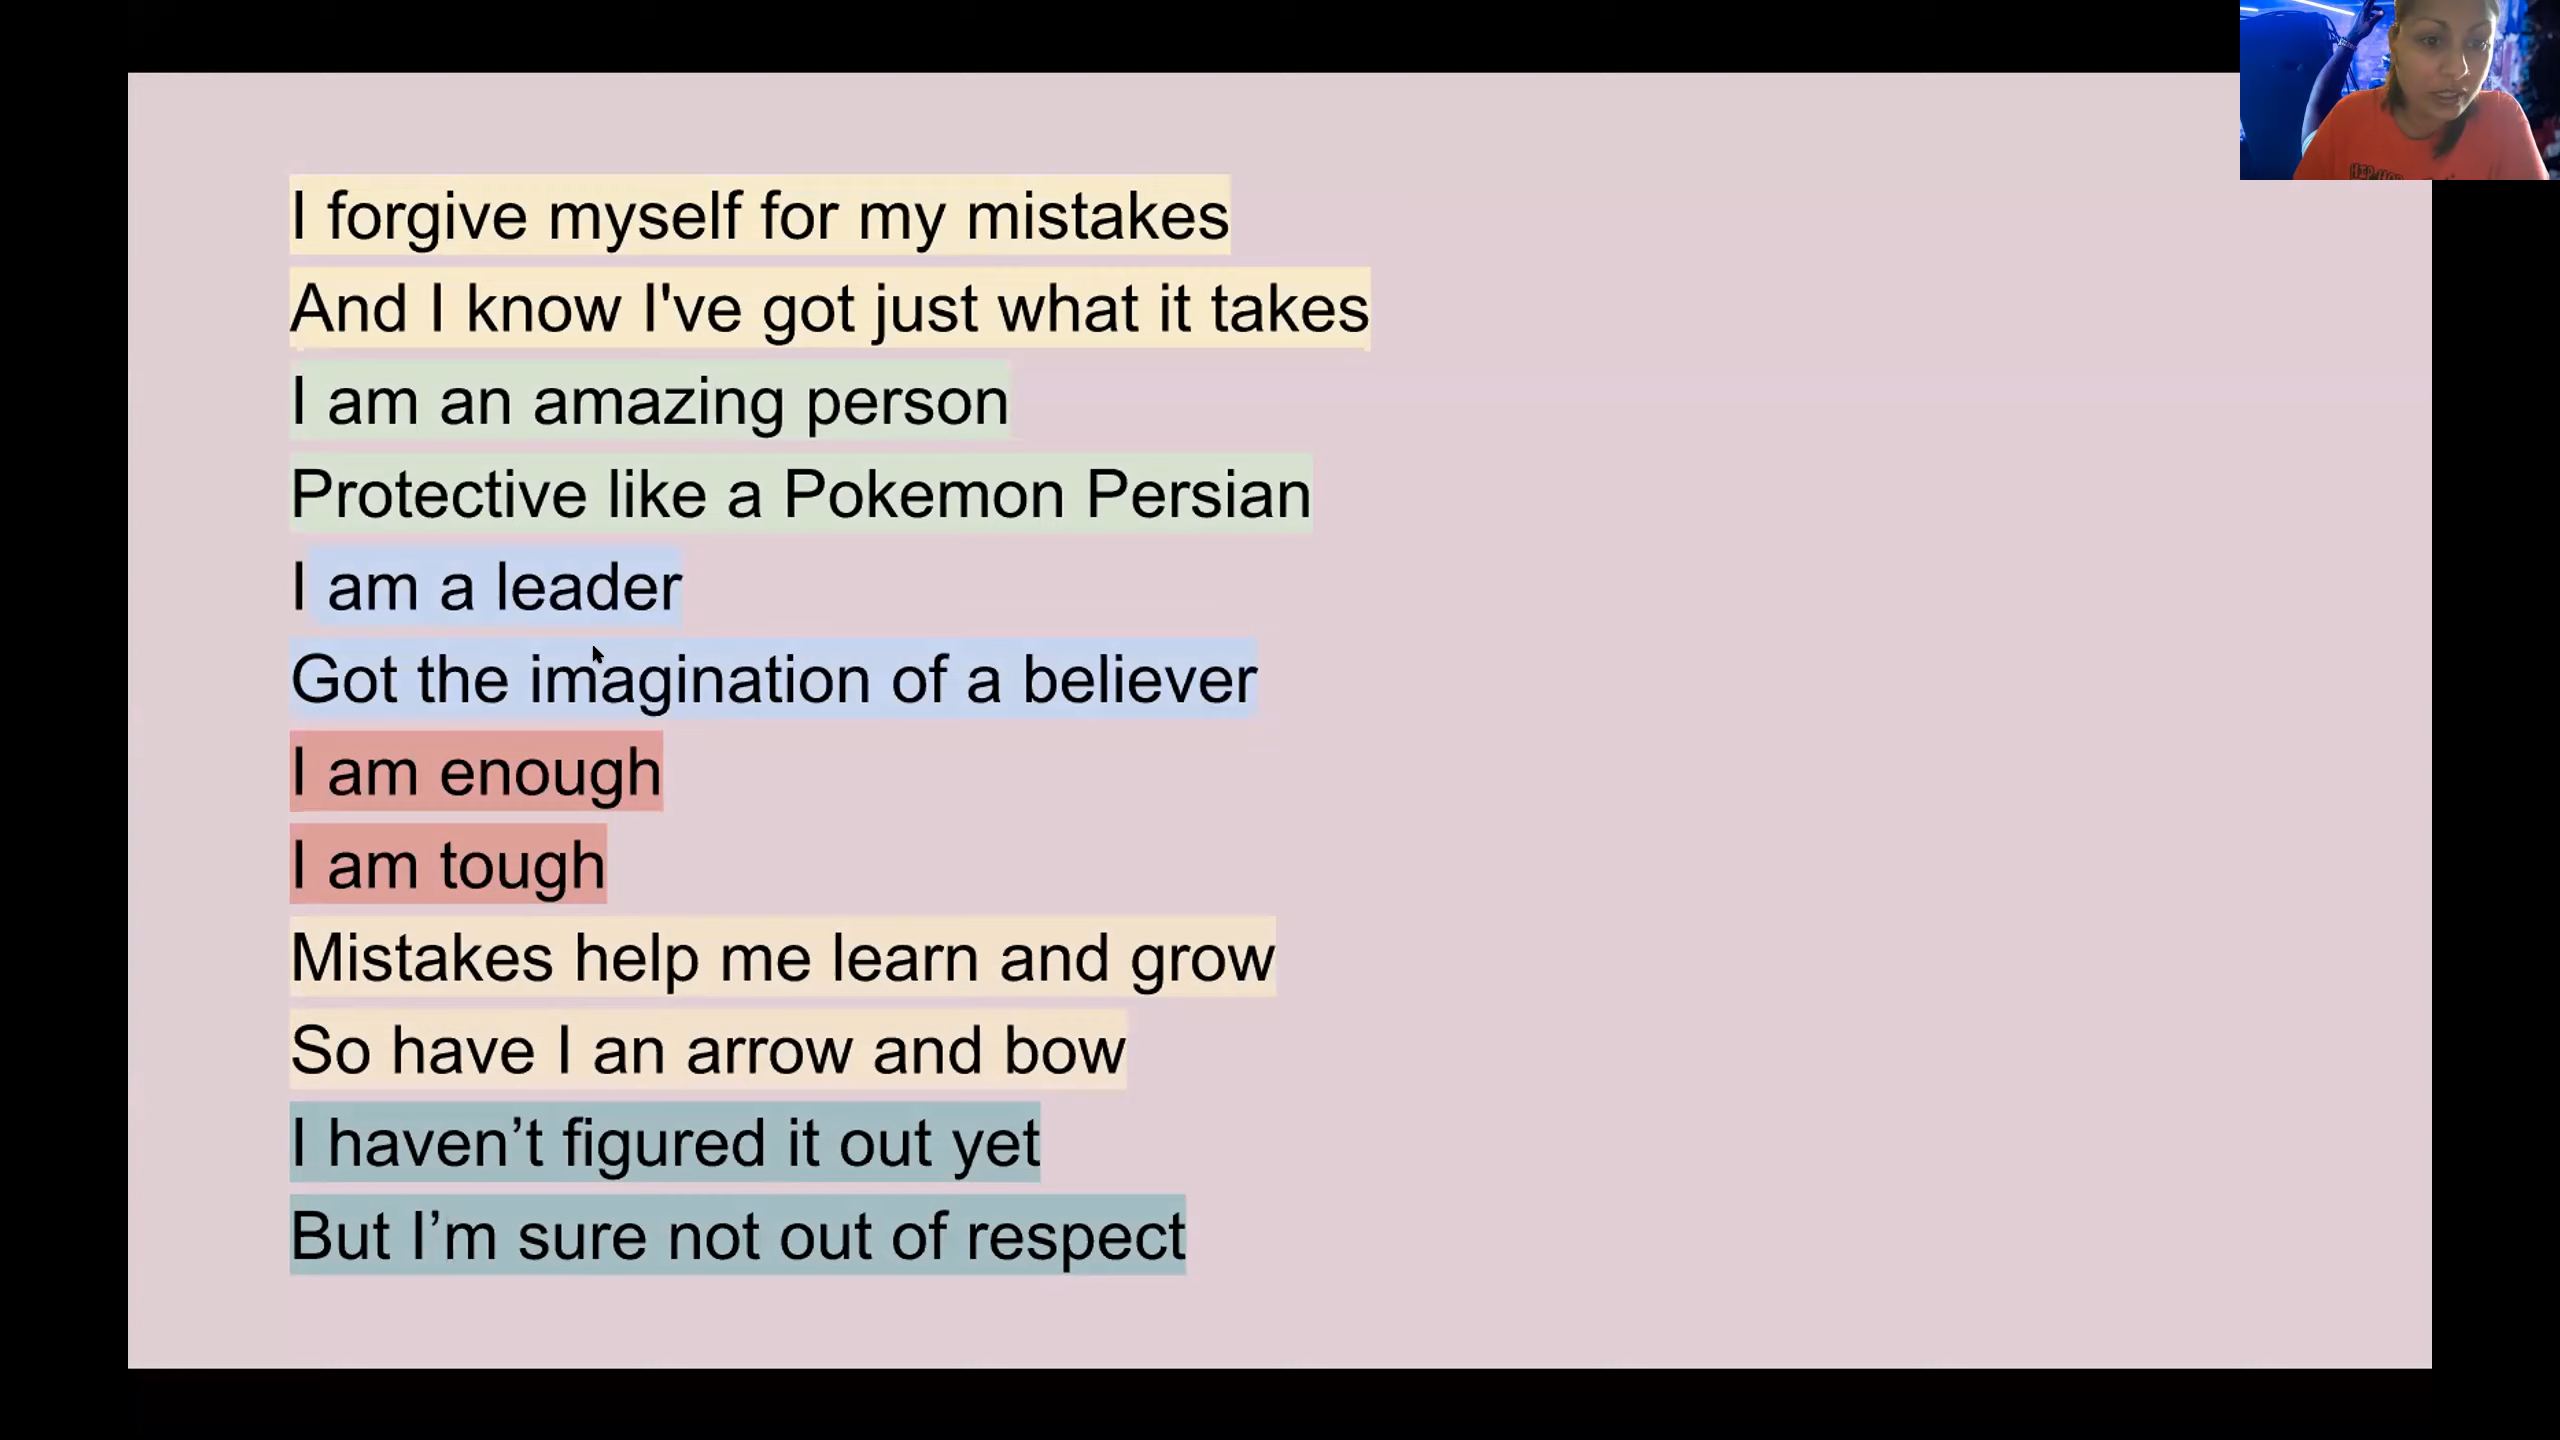 I forgive myself for my mistakes
And I know I've got just what it takes
I am an amazing person
Protective like a Pokemon Persian
I am a leader
Got the imagination of a believer
I am enough
I am tough
Mistakes help me learn and grow
So have I an arrow and bow
I haven’t figured it out yet
But I’m sure not out of respect
HIP-HOP